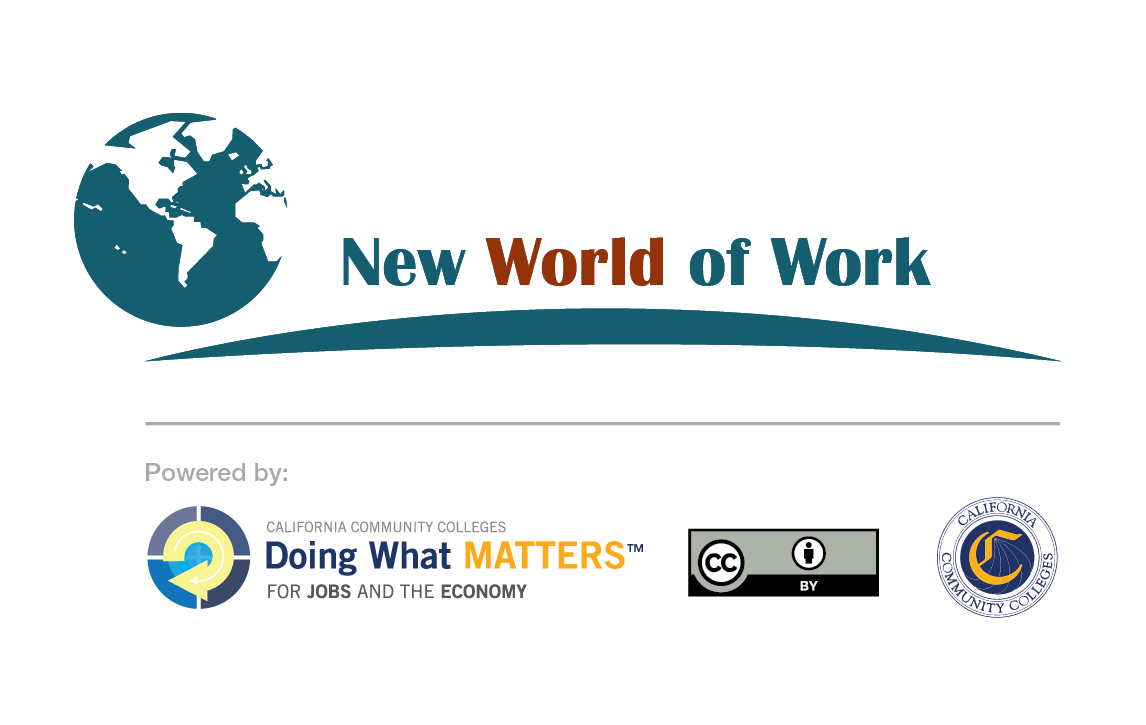 New World of Work
Powered by:
CALIFORNIA COMMUNITY COLLEGES
Doing What MATTERS™
FOR JOBS AND THE ECONOMY
CC
BY
CALIFORNIA
COMMUNITY COLLEGES
C